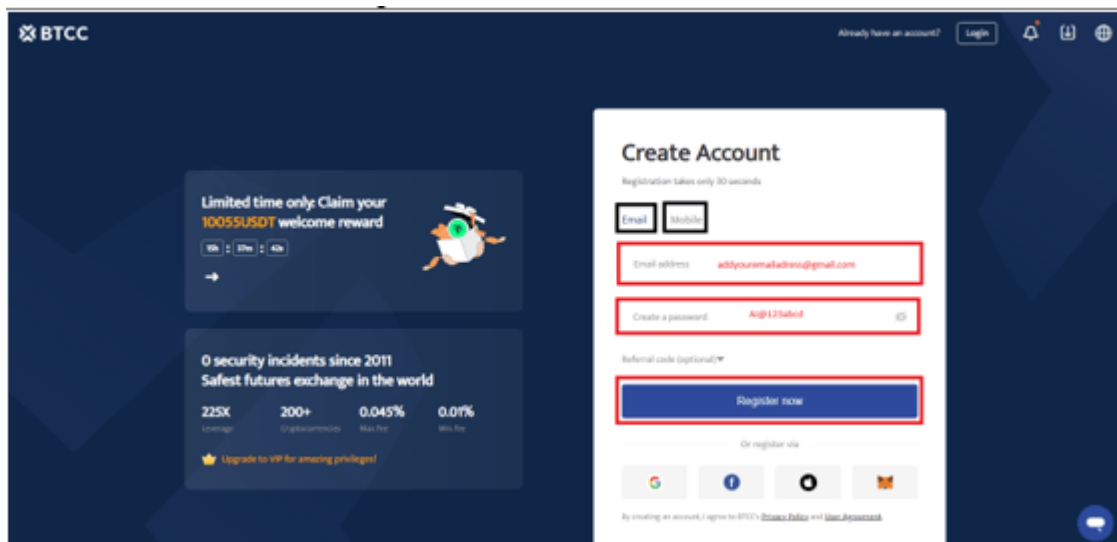 BTCC
Already have an account?
Login
Limited time only: Claim your
10055USDT welcome reward
15h : 37m : 42s
0 security incidents since 2011
Safest futures exchange in the world
225X 200+ 0.045% 0.01%
Leverage Cryptocurrencies Max fee Min fee
Upgrade to VIP for amazing privileges!
Create Account
Registration takes only 30 seconds
Email Mobile
Email address addyouremailadress@gmail.com
Create a password
Referral code (optional)
Register now
Or register via
By creating an account, I agree to BTCC's Privacy Policy and User Agreement.